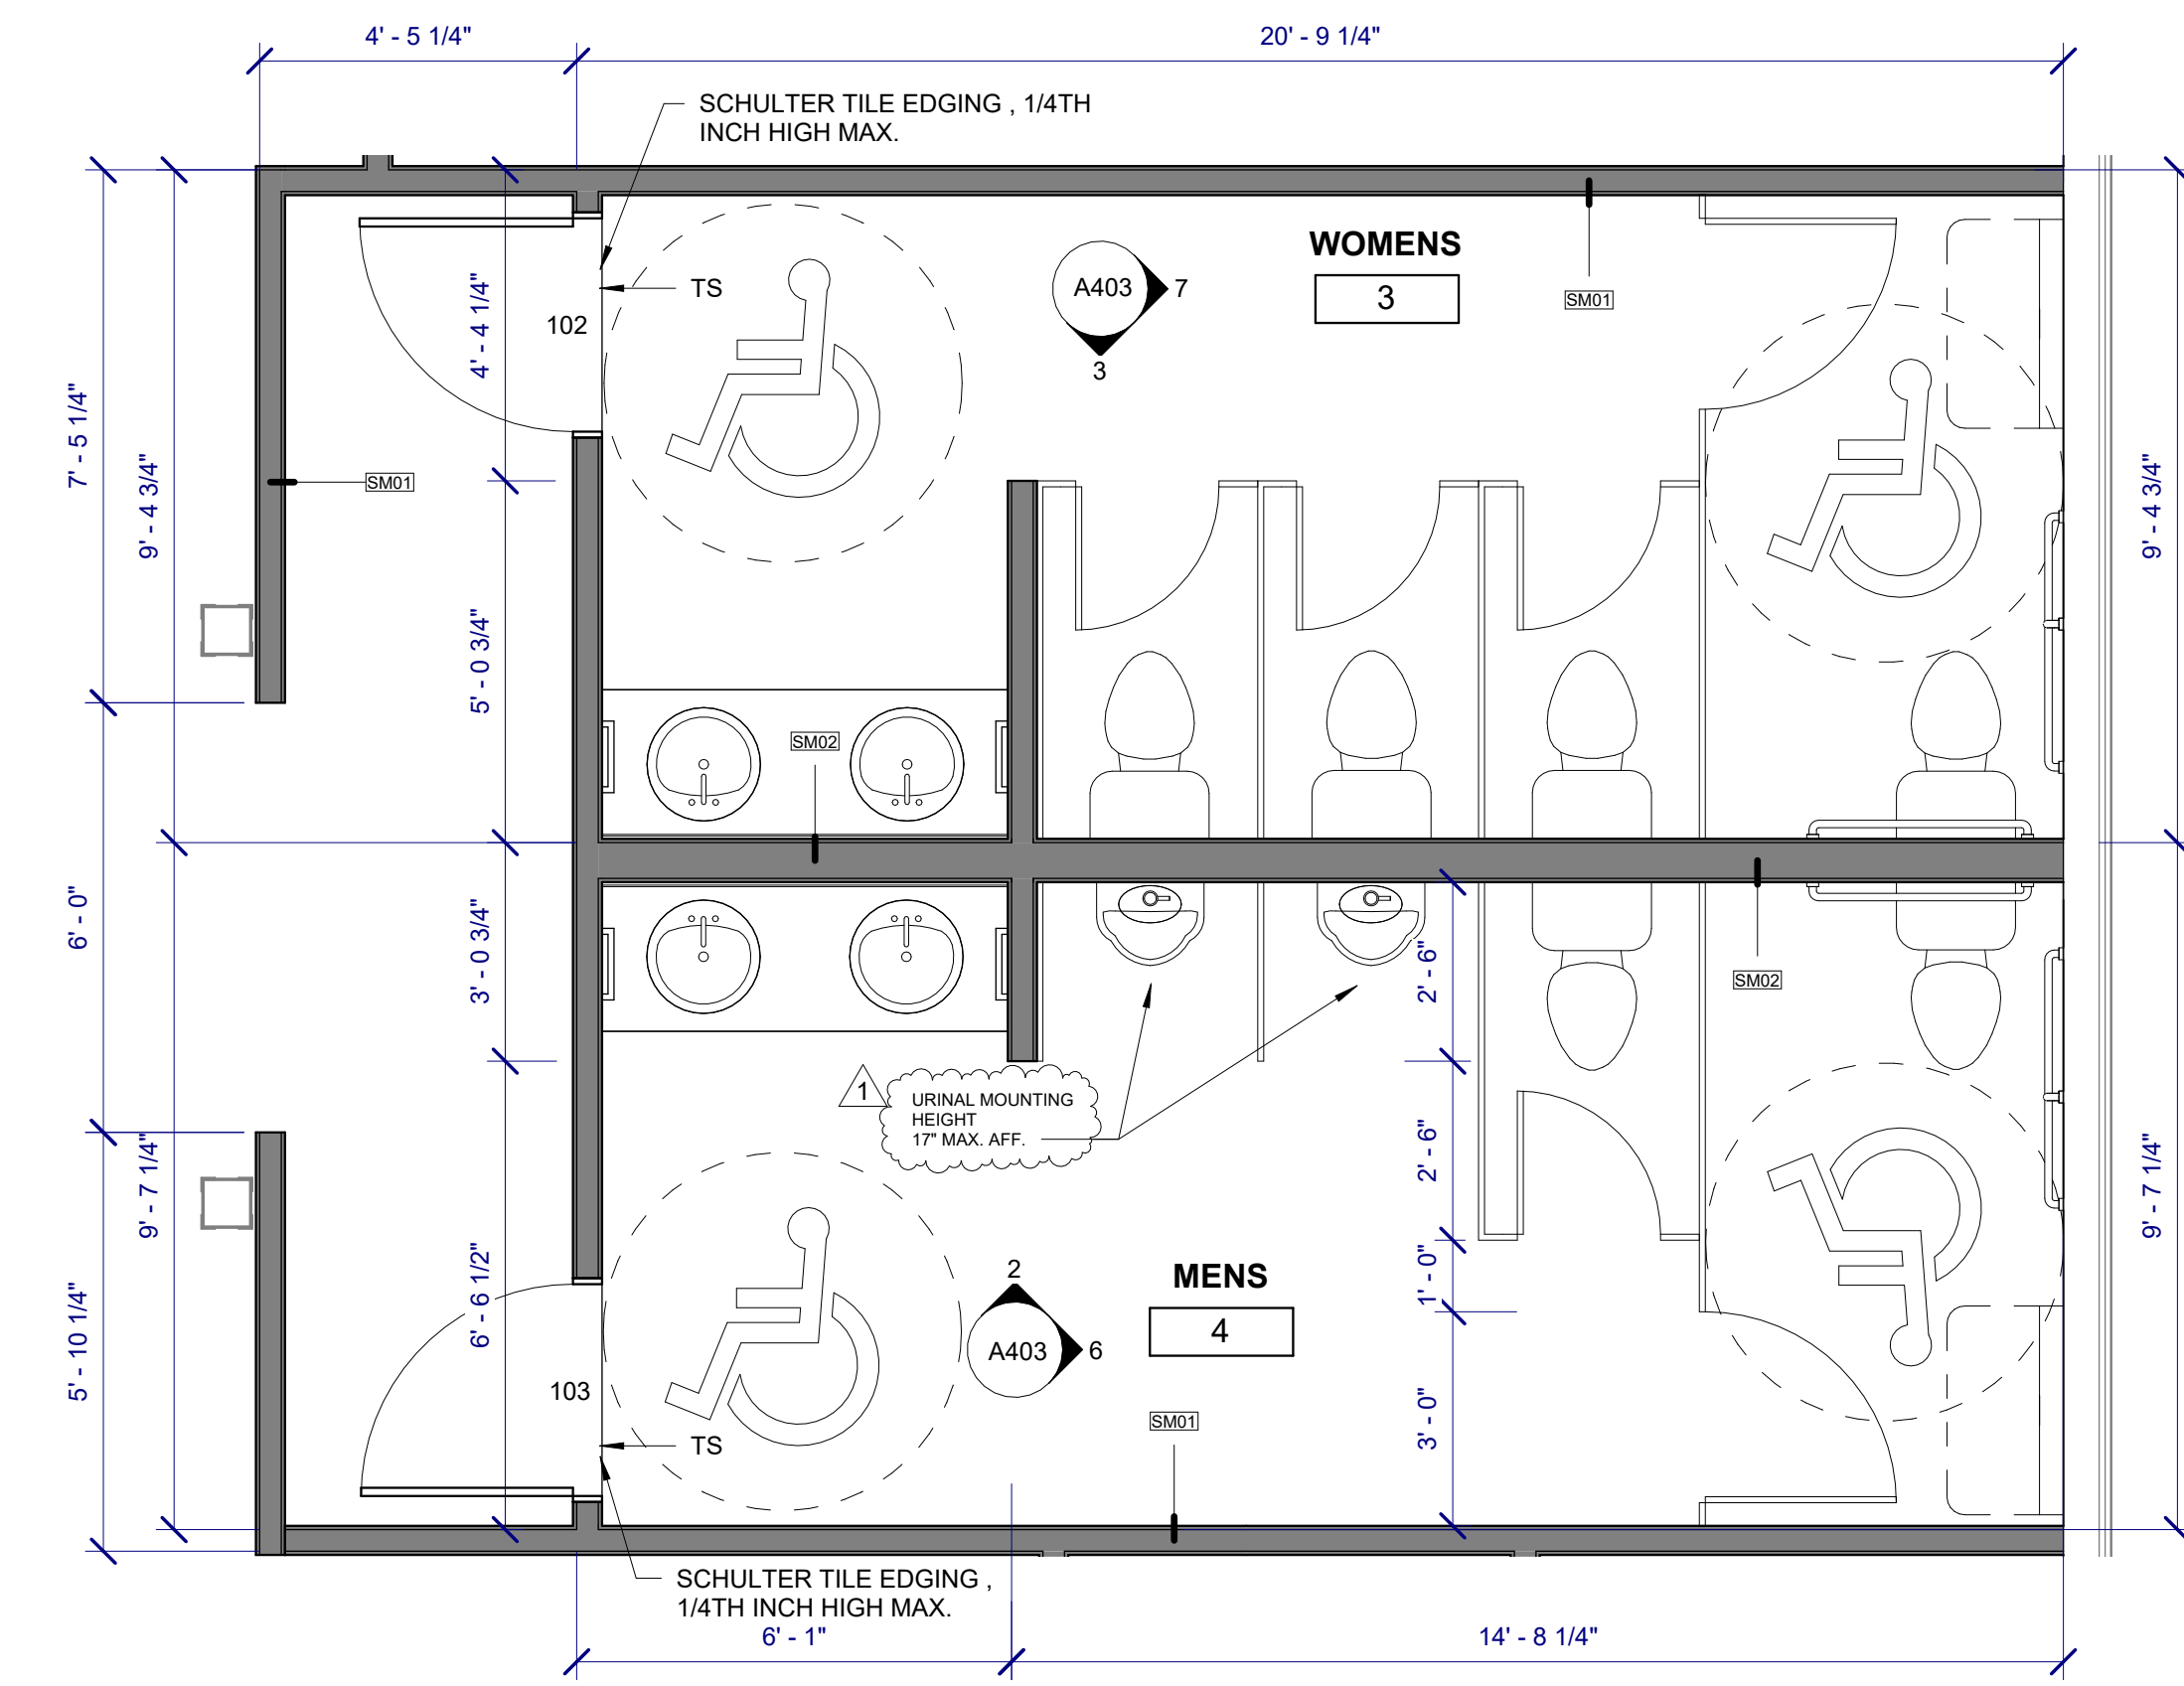 4' - 5 1/4"
20' - 9 1/4"
SCHULTER TILE EDGING , 1/4TH
INCH HIGH MAX.
WOMENS
3
A403
7
3
TS
102
SM01
SM01
4' - 4 1/4"
7' - 5 1/4"
9' - 4 3/4"
9' - 4 3/4"
5' - 0 3/4"
SM02
6' - 0"
3' - 0 3/4"
2' - 6"
SM02
1
URINAL MOUNTING
HEIGHT
17" MAX. AFF.
2' - 6"
9' - 7 1/4"
9' - 7 1/4"
5' - 10 1/4"
6' - 6 1/2"
1' - 0"
2
MENS
4
A403
6
103
SM01
3' - 0"
TS
SCHULTER TILE EDGING ,
1/4TH INCH HIGH MAX.
6' - 1"
14' - 8 1/4"